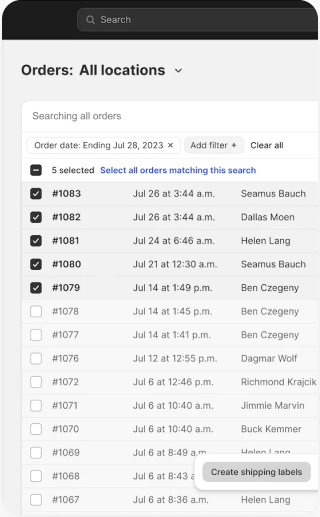 Search
Orders: All locations
Searching all orders
Order date: Ending Jul 28, 2023 × Add filter + Clear all
5 selected Select all orders matching this search
#1083 Jul 26 at 3:44 a.m. Seamus Bauch
#1082 Jul 26 at 3:44 a.m. Dallas Moen
#1081 Jul 24 at 6:46 a.m. Helen Lang
#1080 Jul 21 at 12:30 a.m. Seamus Bauch
#1079 Jul 14 at 1:49 p.m. Ben Czegeny
#1078 Jul 14 at 1:45 p.m. Ben Czegeny
#1077 Jul 14 at 1:41 p.m. Ben Czegeny
#1076 Jul 12 at 12:55 p.m. Dagmar Wolf
#1072 Jul 6 at 12:46 p.m. Richmond Krajcik
#1071 Jul 6 at 10:40 a.m. Jimmie Marvin
#1070 Jul 6 at 10:40 a.m. Buck Kemmer
#1069 Jul 6 at 8:49 a.m. Helen Lang
#1068 Jul 6 at 8:43 a
Create shipping labels
#1067 Jul 6 at 8:36 a.m. Helen Lang